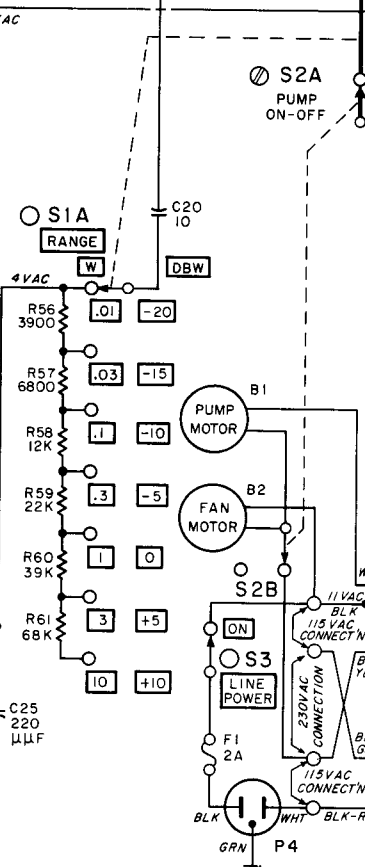 AC
S2A
PUMP
ON-OFF
C20
10
S1A
RANGE
W
DBW
4VAC
R56
3900
.01
-20
R57
6800
.03
-15
R58
12K
.1
-10
R59
22K
.3
-5
R60
39K
1
0
R61
68K
3
+5
10
+10
C25
220
µµF
B1
PUMP
MOTOR
B2
FAN
MOTOR
S2B
11VAC
BLK
115VAC
CONNECT'N
ON
S3
LINE
POWER
230VAC
CONNECTION
F1
2A
115VAC
CONNECT'N
BLK
WHT
BLK-R
GRN
P4